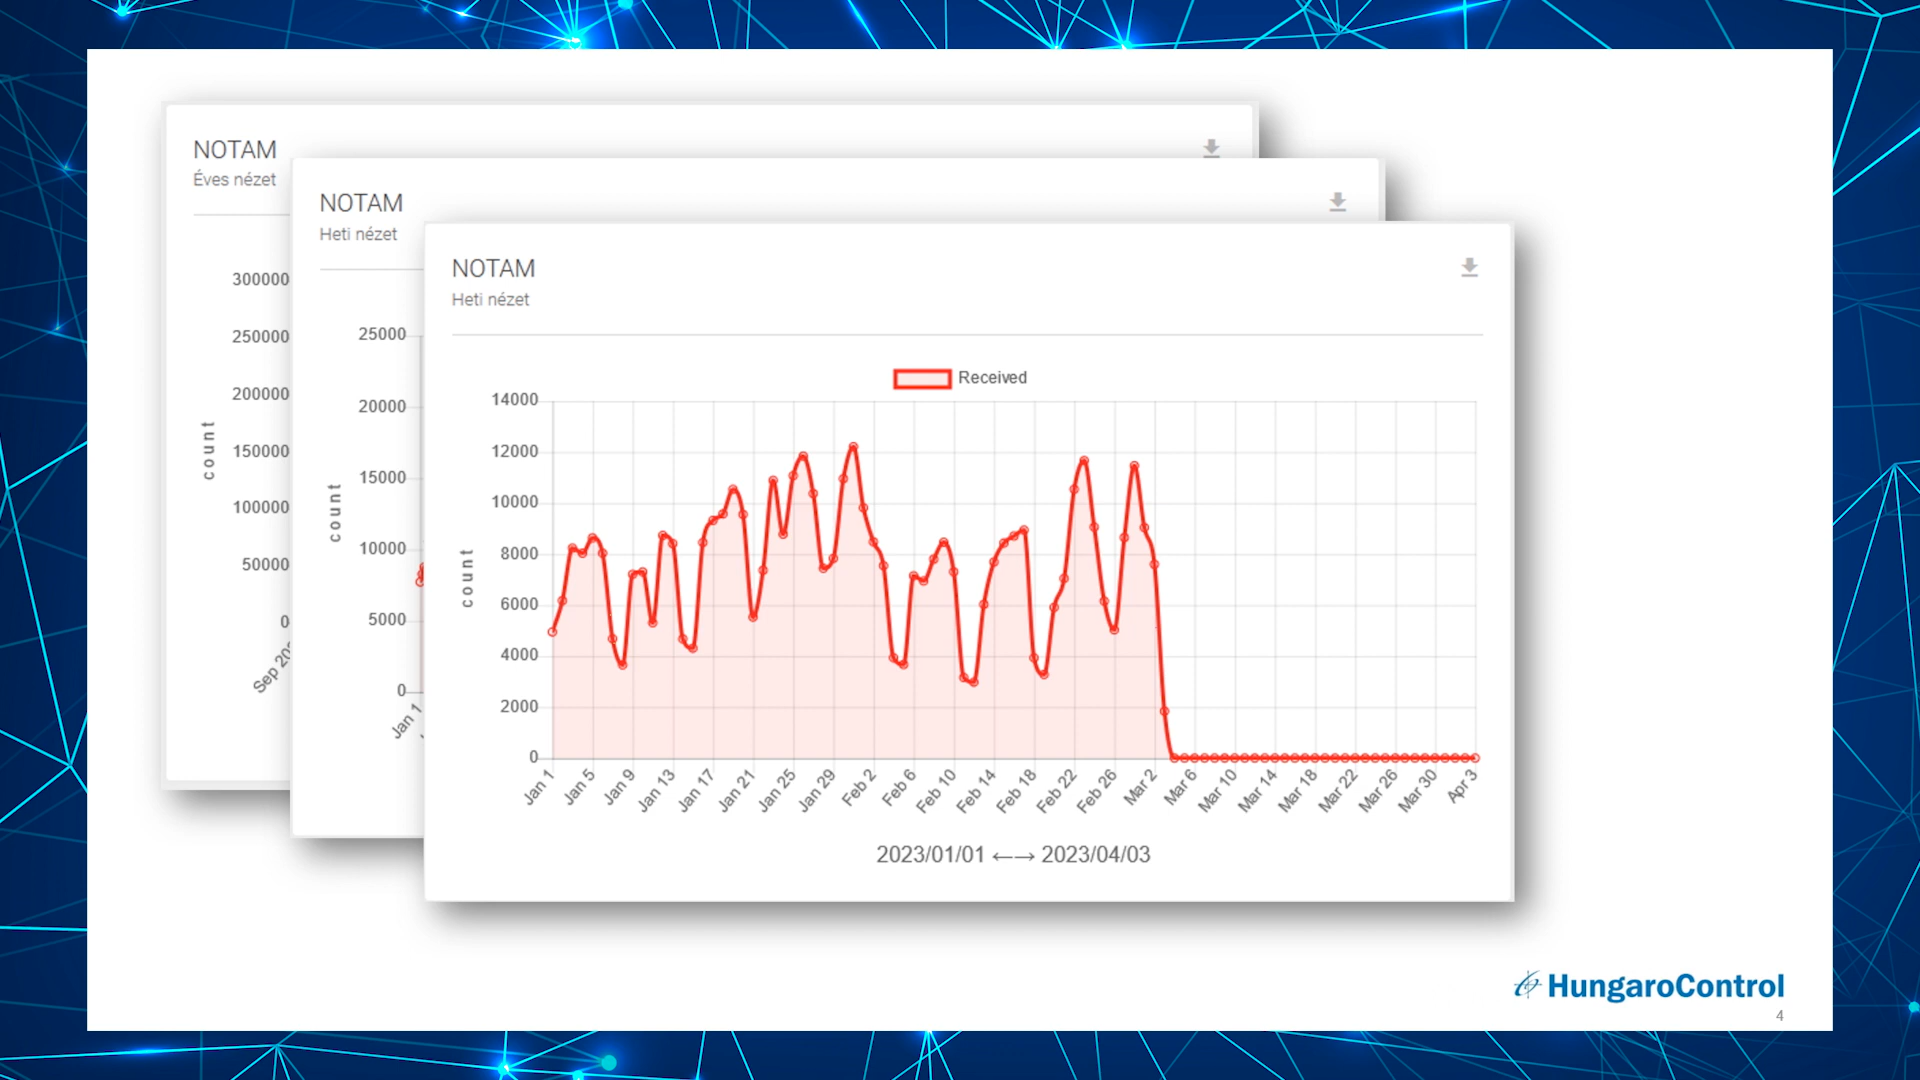 NOTAM
Éves nézet
300000
250000
200000
150000
100000
50000
0
count
NOTAM
Heti nézet
25000
20000
15000
10000
5000
0
count
Jan 1
NOTAM
Heti nézet
Received
14000
12000
10000
8000
6000
4000
2000
0
count
Jan 1
Jan 5
Jan 9
Jan 13
Jan 17
Jan 21
Jan 25
Jan 29
Feb 2
Feb 6
Feb 10
Feb 14
Feb 18
Feb 22
Feb 26
Mar 2
Mar 6
Mar 10
Mar 14
Mar 18
Mar 22
Mar 26
Mar 30
Apr 3
2023/01/01 ←→ 2023/04/03
HungaroControl
4